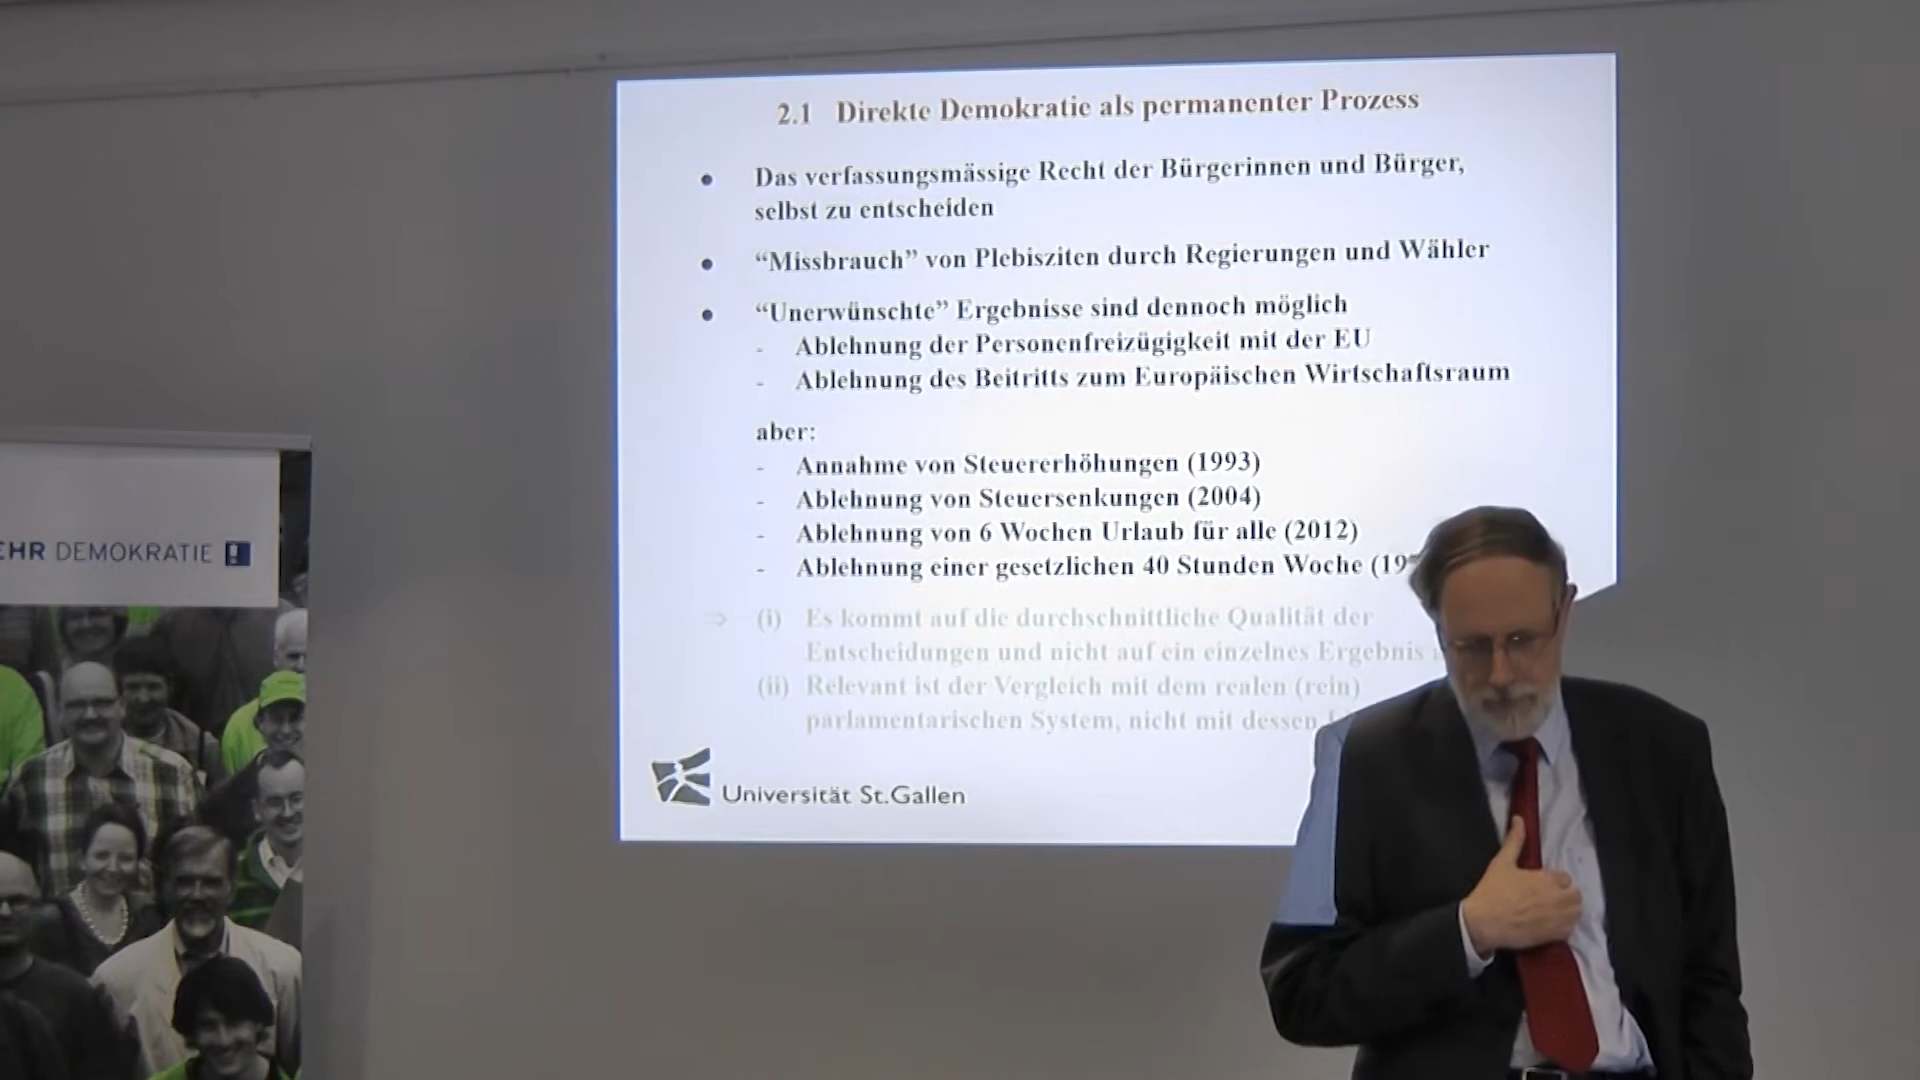 2.1 Direkte Demokratie als permanenter Prozess
• Das verfassungsmässige Recht der Bürgerinnen und Bürger,
selbst zu entscheiden
• “Missbrauch” von Plebisziten durch Regierungen und Wähler
• “Unerwünschte” Ergebnisse sind dennoch möglich
- Ablehnung der Personenfreizügigkeit mit der EU
- Ablehnung des Beitritts zum Europäischen Wirtschaftsraum
aber:
- Annahme von Steuererhöhungen (1993)
- Ablehnung von Steuersenkungen (2004)
- Ablehnung von 6 Wochen Urlaub für alle (2012)
- Ablehnung einer gesetzlichen 40 Stunden Woche (19
⇒ (i) Es kommt auf die durchschnittliche Qualität der
Entscheidungen und nicht auf ein einzelnes Ergebnis
(ii) Relevant ist der Vergleich mit dem realen (rein)
parlamentarischen System, nicht mit dessen
Universität St.Gallen
EHR DEMOKRATIE !